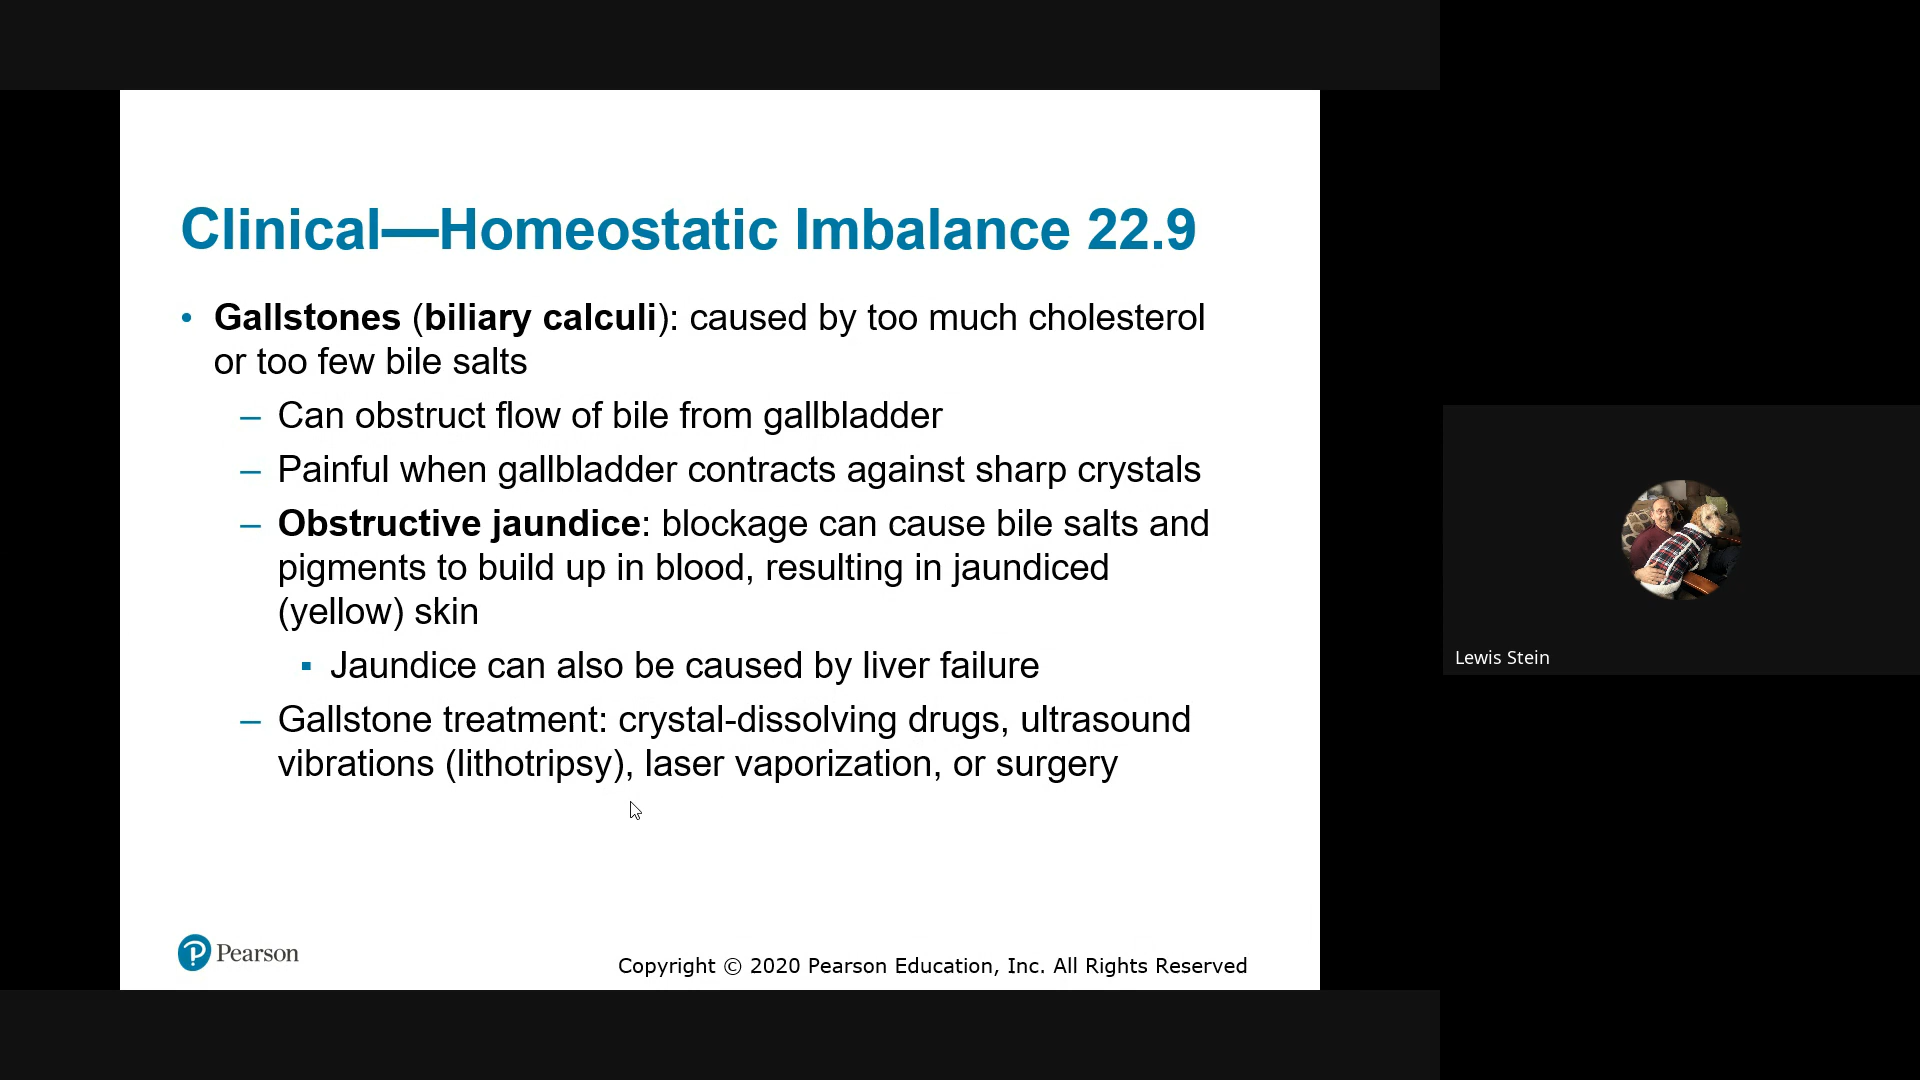 Clinical—Homeostatic Imbalance 22.9
• Gallstones (biliary calculi): caused by too much cholesterol
or too few bile salts
– Can obstruct flow of bile from gallbladder
– Painful when gallbladder contracts against sharp crystals
– Obstructive jaundice: blockage can cause bile salts and
pigments to build up in blood, resulting in jaundiced
(yellow) skin
▪ Jaundice can also be caused by liver failure
– Gallstone treatment: crystal-dissolving drugs, ultrasound
vibrations (lithotripsy), laser vaporization, or surgery
Pearson
Copyright © 2020 Pearson Education, Inc. All Rights Reserved
Lewis Stein